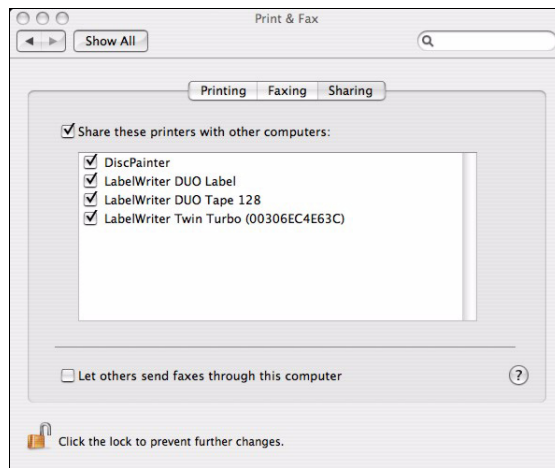 Print & Fax
Show All
Printing Faxing Sharing
Share these printers with other computers:
DiscPainter
LabelWriter DUO Label
LabelWriter DUO Tape 128
LabelWriter Twin Turbo (00306EC4E63C)
Let others send faxes through this computer
?
Click the lock to prevent further changes.